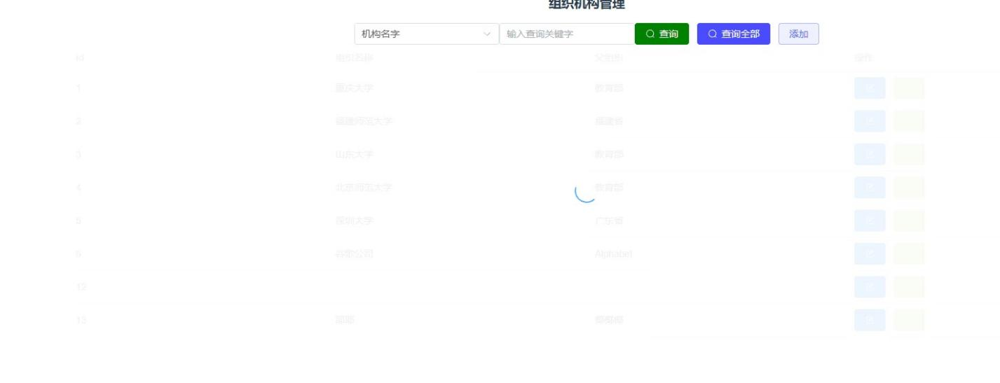 组织机构管理
机构名字 输入查询关键字 查询 查询全部 添加
id 组织名称 父组织 操作
1 重庆大学 教育部
2 福建师范大学 福建省
3 山东大学 教育部
4 北京师范大学 教育部
5 深圳大学 广东省
6 谷歌公司 Alphabet
12
13